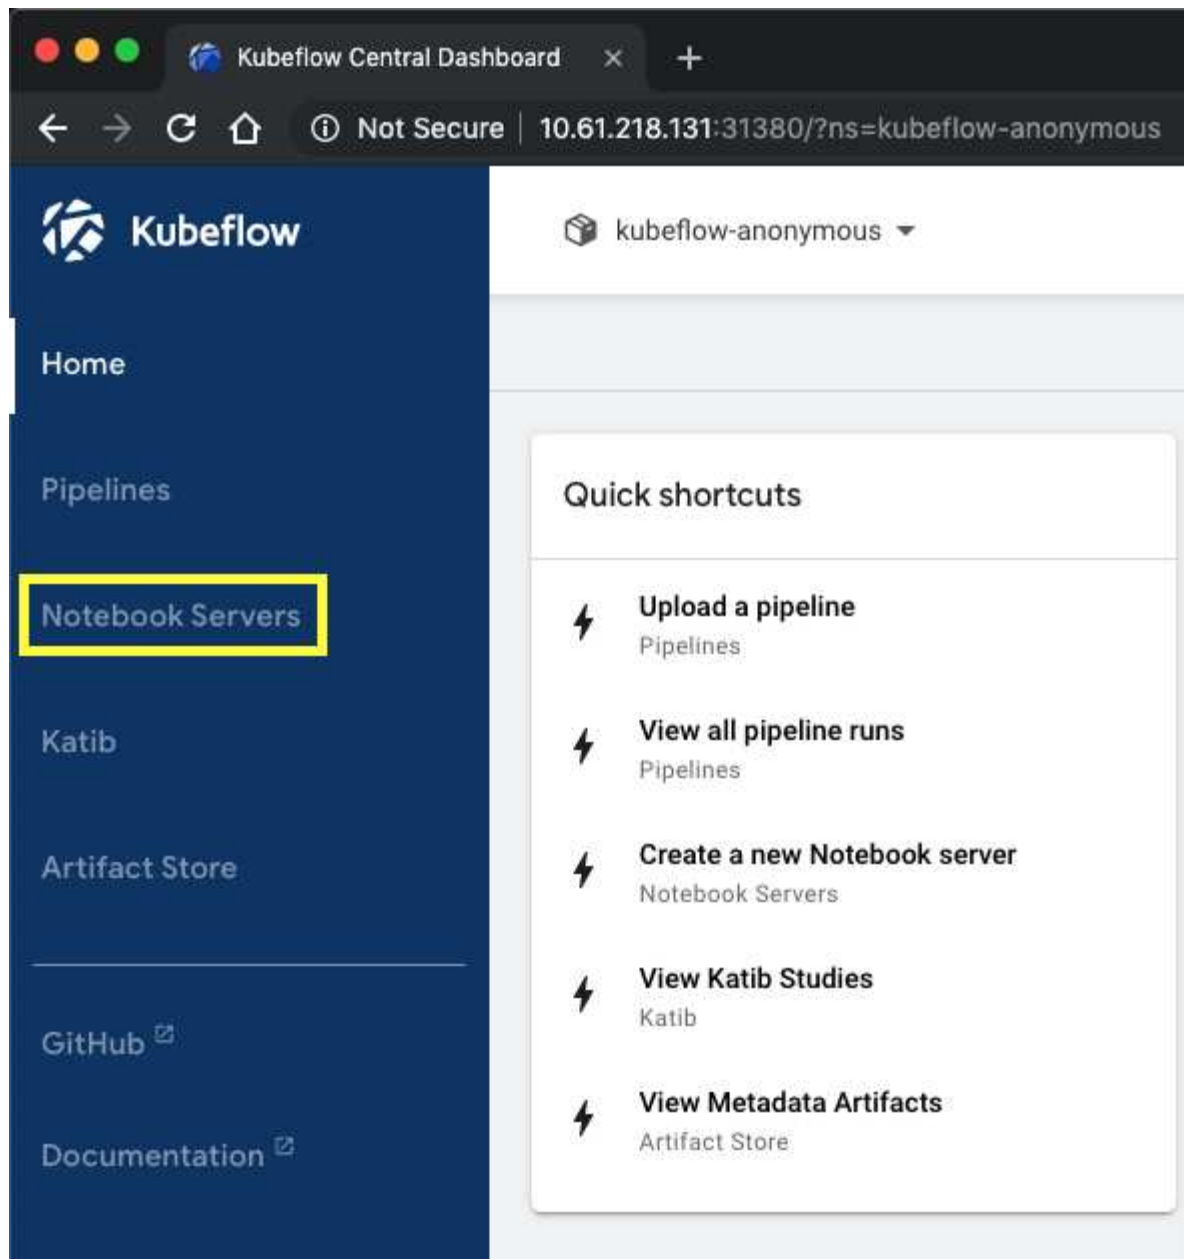 Kubeflow Central Dashboard
Not Secure | 10.61.218.131:31380/?ns=kubeflow-anonymous
Kubeflow
kubeflow-anonymous
Home
Pipelines
Notebook Servers
Katib
Artifact Store
GitHub
Documentation
Quick shortcuts
Upload a pipeline
Pipelines
View all pipeline runs
Pipelines
Create a new Notebook server
Notebook Servers
View Katib Studies
Katib
View Metadata Artifacts
Artifact Store